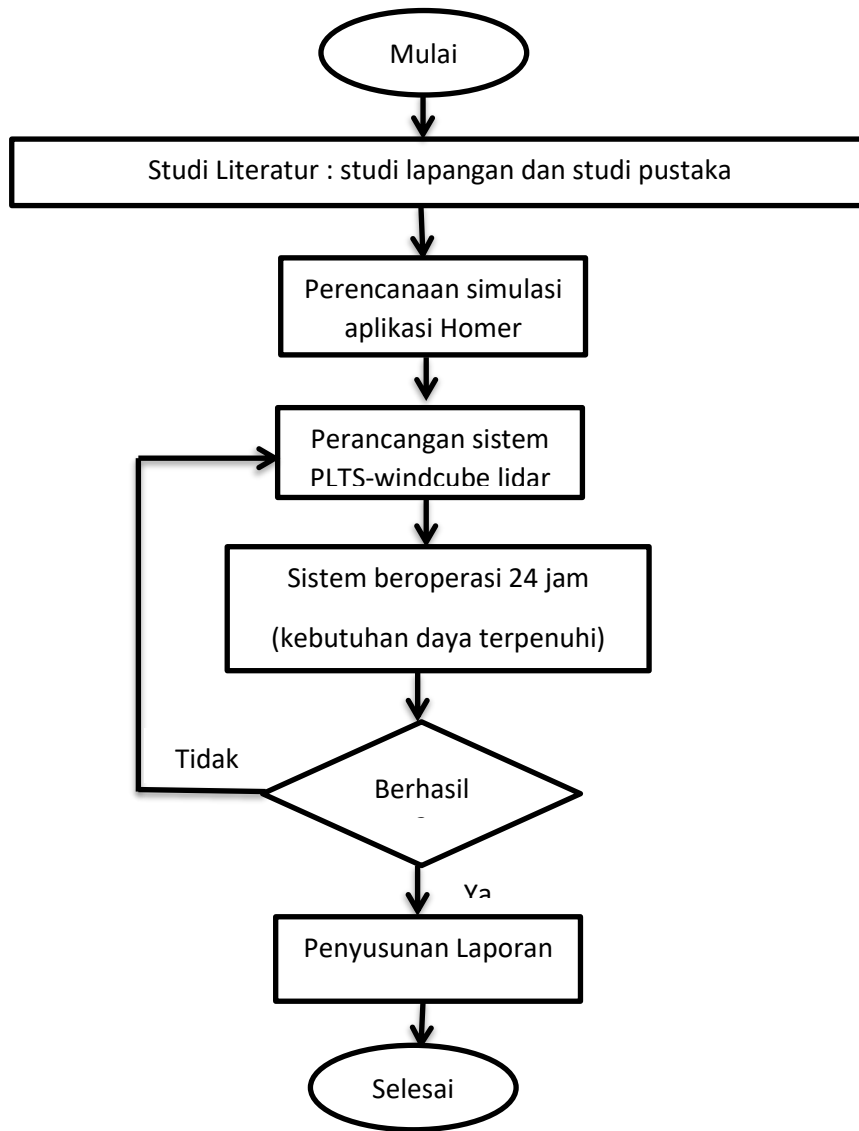 Mulai
Studi Literatur : studi lapangan dan studi pustaka
Perencanaan simulasi
aplikasi Homer
Perancangan sistem
PLTS-windcube lidar
Sistem beroperasi 24 jam
(kebutuhan daya terpenuhi)
Tidak
Berhasil
Ya
Penyusunan Laporan
Selesai